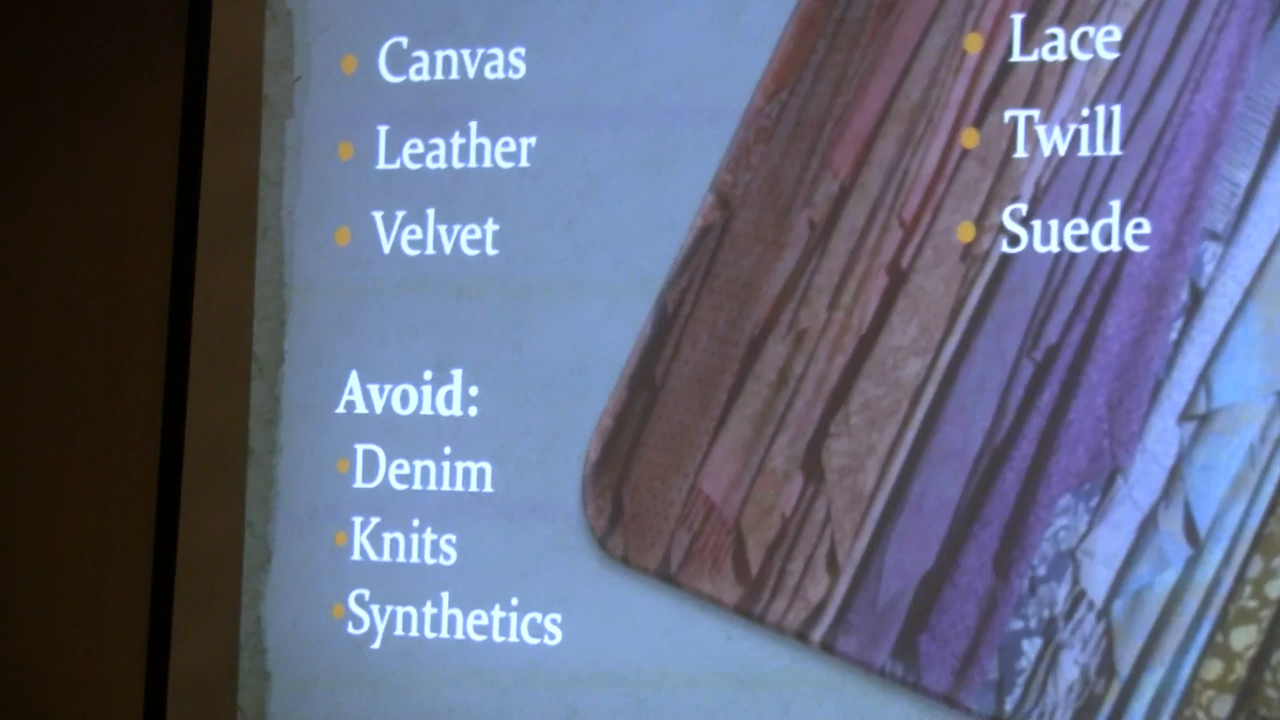 Canvas
Leather
Velvet
Avoid:
Denim
Knits
Synthetics
Lace
Twill
Suede